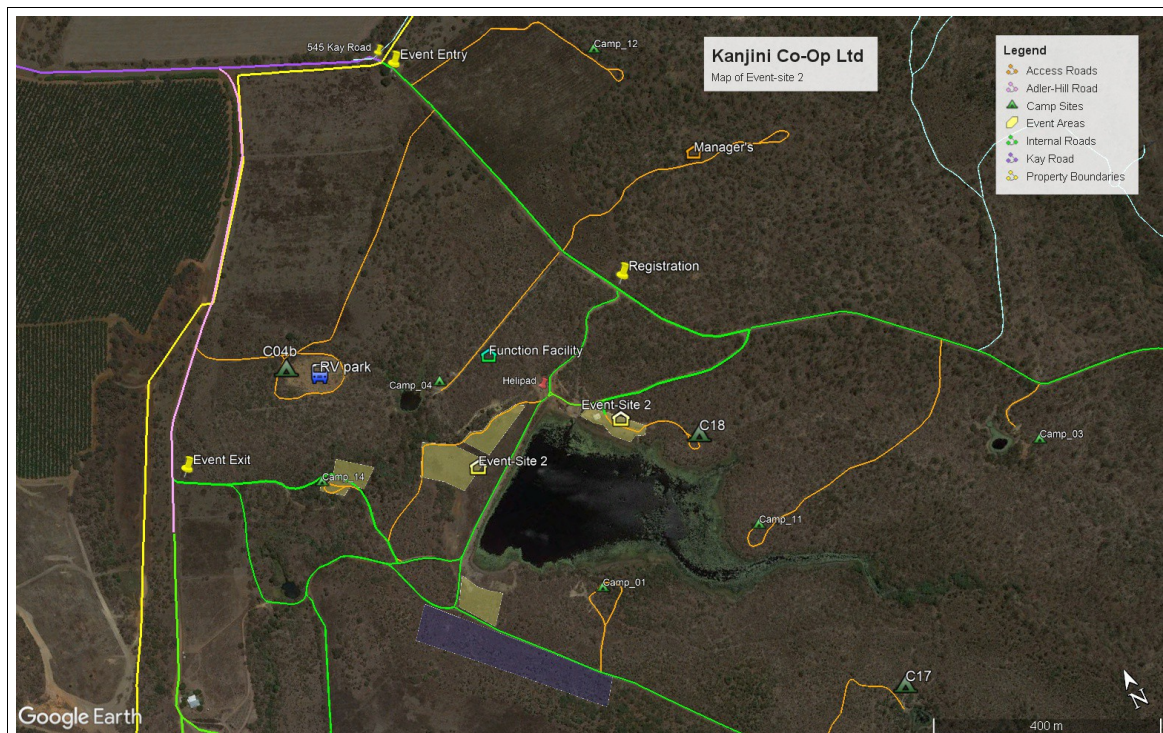 545 Kay Road
Event Entry
Camp_12
Kanjini Co-Op Ltd
Map of Event-site 2
Legend
Access Roads
Adler-Hill Road
Camp Sites
Event Areas
Internal Roads
Kay Road
Property Boundaries
Manager's
Registration
C04b
RV park
Function Facility
Camp_04
Helipad
Event-Site 2
C18
Camp_03
Event Exit
Event-Site 2
Camp_14
Camp_11
Camp_01
C17
N
Google Earth
400 m